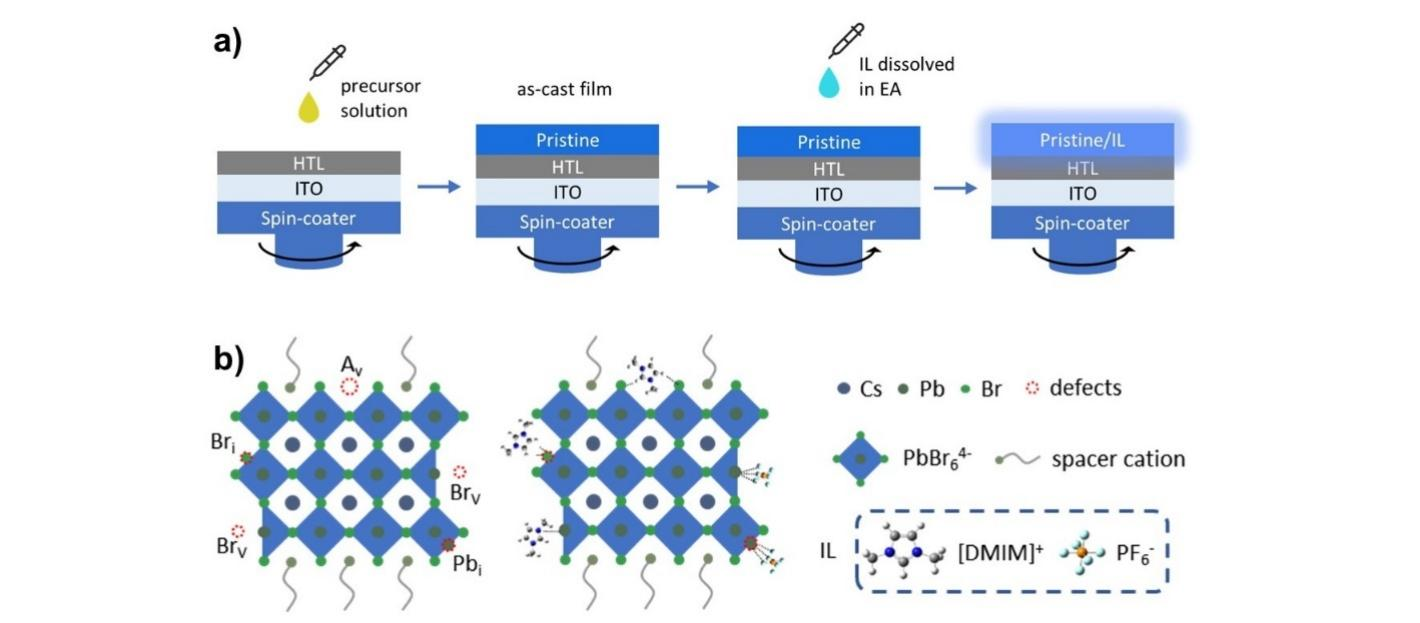 a)
precursor
solution
HTL
ITO
Spin-coater
as-cast film
Pristine
HTL
ITO
Spin-coater
IL dissolved
in EA
Pristine
HTL
ITO
Spin-coater
Pristine/IL
HTL
ITO
Spin-coater
b)
Aᵥ
Brᵢ
Br_V
Br_V
Pbᵢ
Cs
Pb
Br
defects
PbBr₆⁴⁻
spacer cation
IL
[DMIM]⁺
PF₆⁻